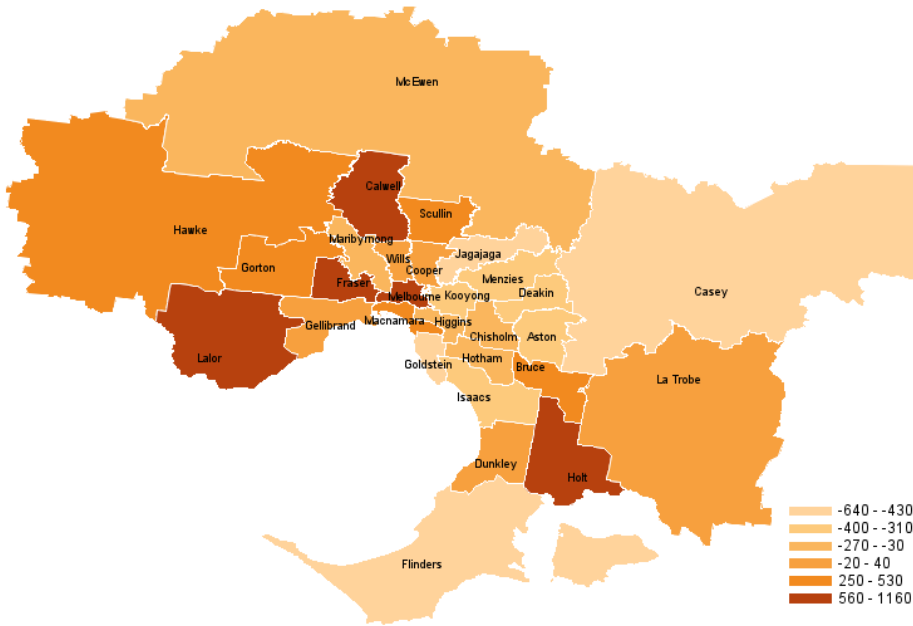 McEwen
Calwell
Scullin
Hawke
Maribyrnong
Jagajaga
Wills
Gorton
Cooper
Menzies
Fraser
Deakin
Casey
Melbourne
Kooyong
Macnamara
Higgins
Gellibrand
Chisholm
Aston
Lalor
Hotham
Goldstein
Bruce
La Trobe
Isaacs
Dunkley
Holt
Flinders
-640 - -430
-400 - -310
-270 - -30
-20 - 40
250 - 530
560 - 1160